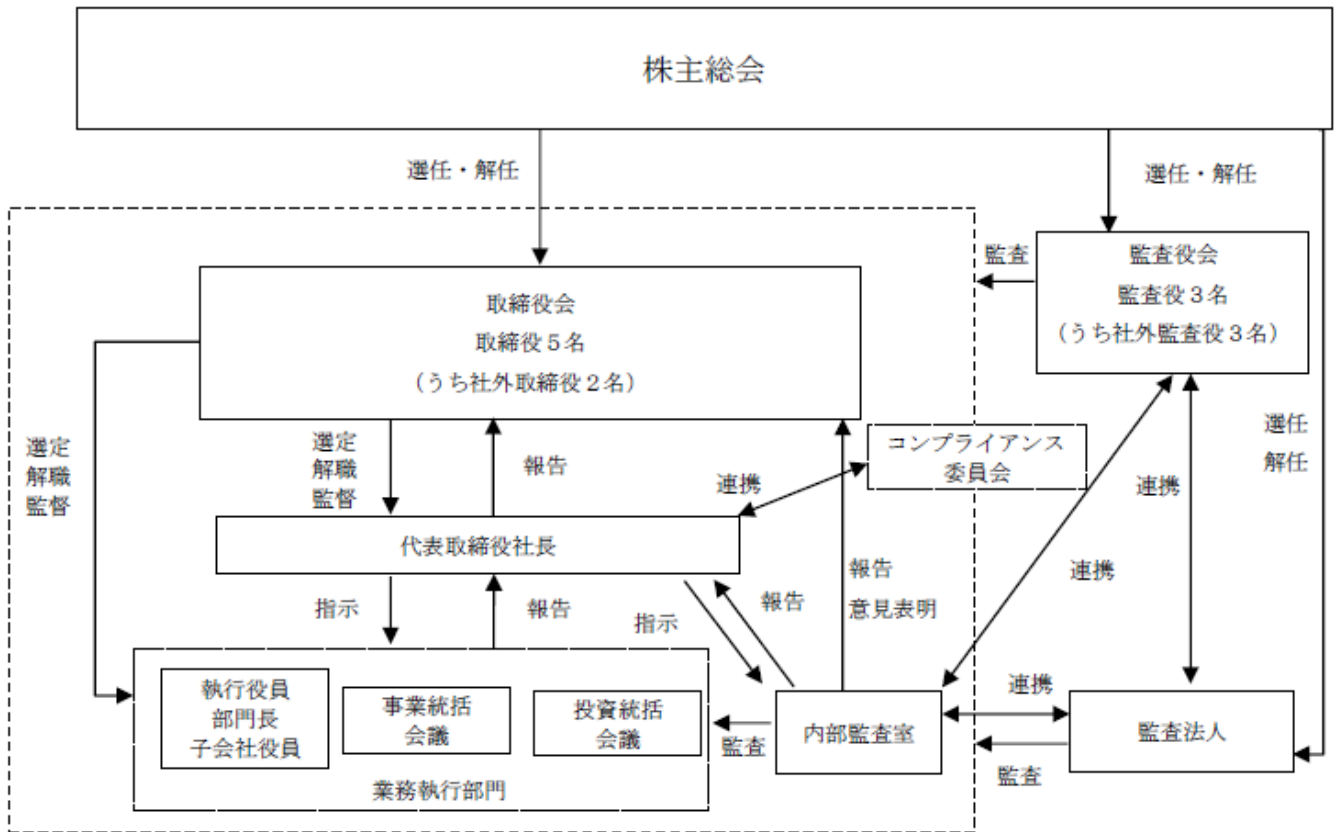 株主総会
選任・解任
選任・解任
監査役会
監査役３名
（うち社外監査役３名）
監査
取締役会
取締役５名
（うち社外取締役２名）
選定
解職
監督
選定
解職
監督
報告
コンプライアンス
委員会
連携
選任
解任
連携
連携
代表取締役社長
報告
意見表明
指示
報告
指示
報告
執行役員
部門長
子会社役員
事業統括
会議
投資統括
会議
業務執行部門
監査
内部監査室
連携
監査
監査法人